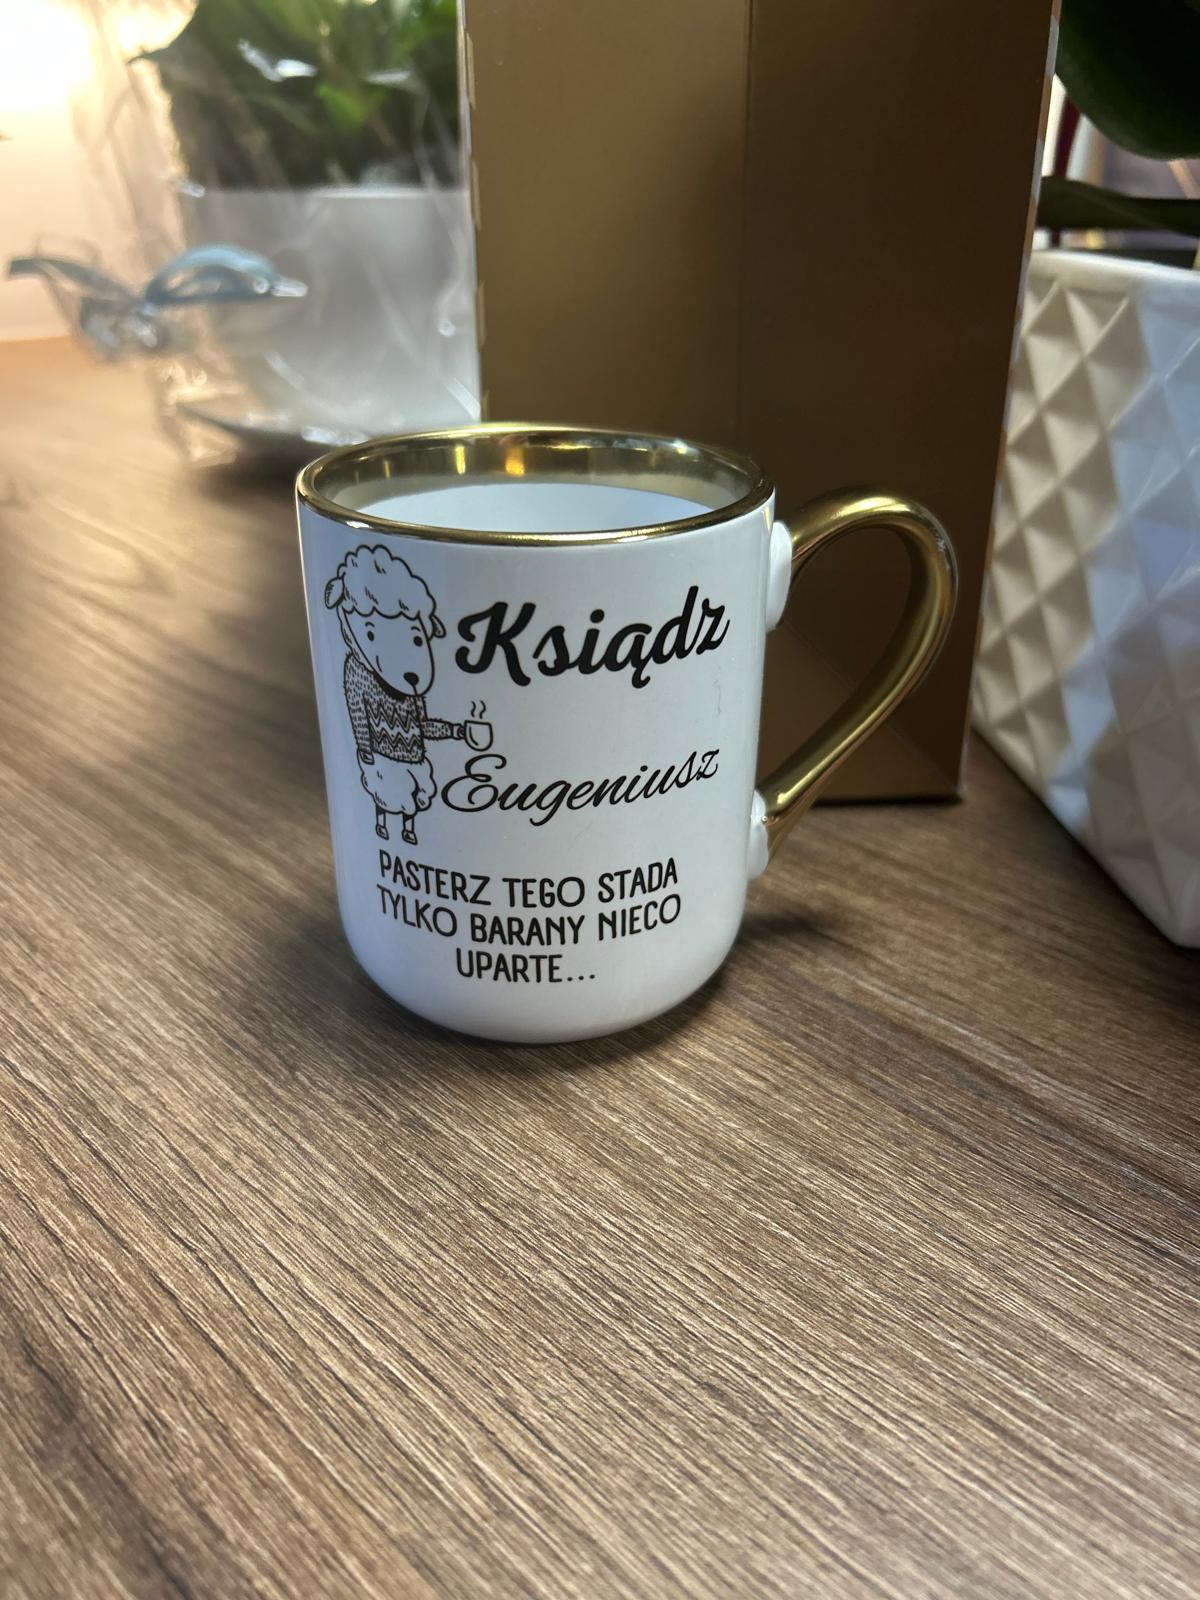 Ksiądz
Eugeniusz
PASTERZ TEGO STADA
TYLKO BARANY NIECO
UPARTE...